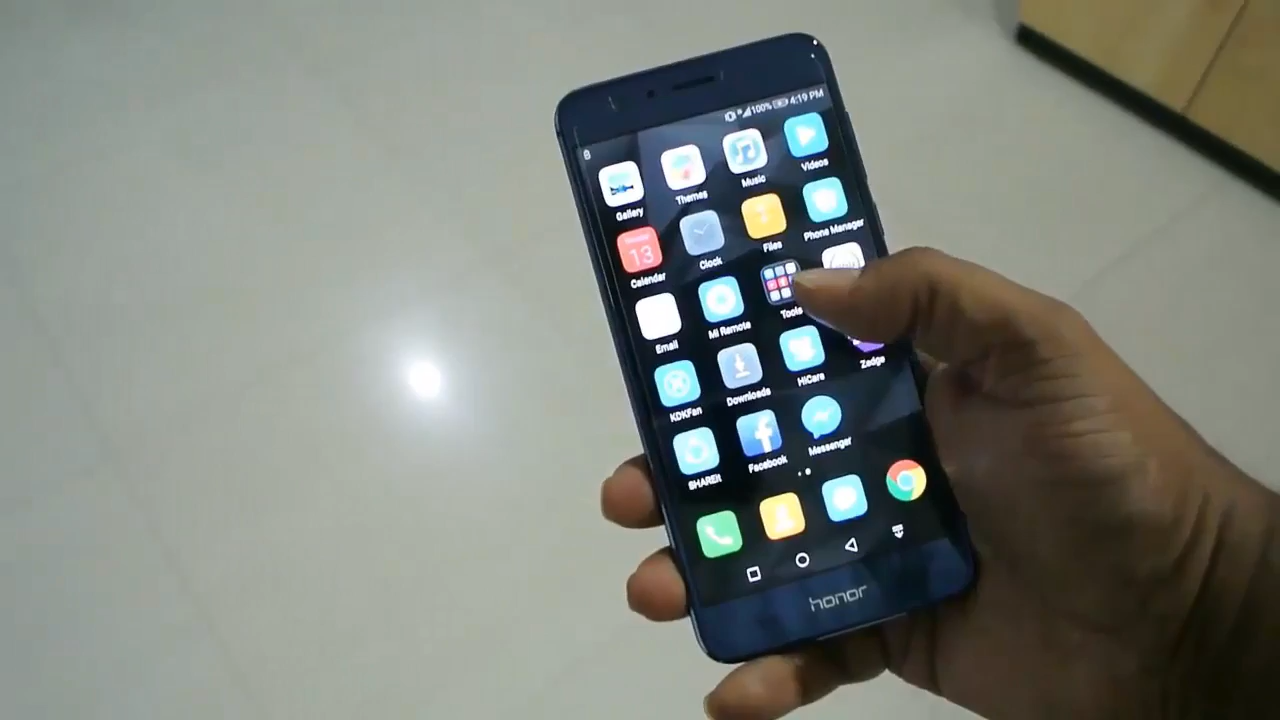 100% 4:19 PM
Gallery Themes Music Videos
13
Calendar Clock Files Phone Manager
Email Mi Remote Tools
KDKFan Downloads HiCare Zedge
SHAREit Facebook Messenger
honor